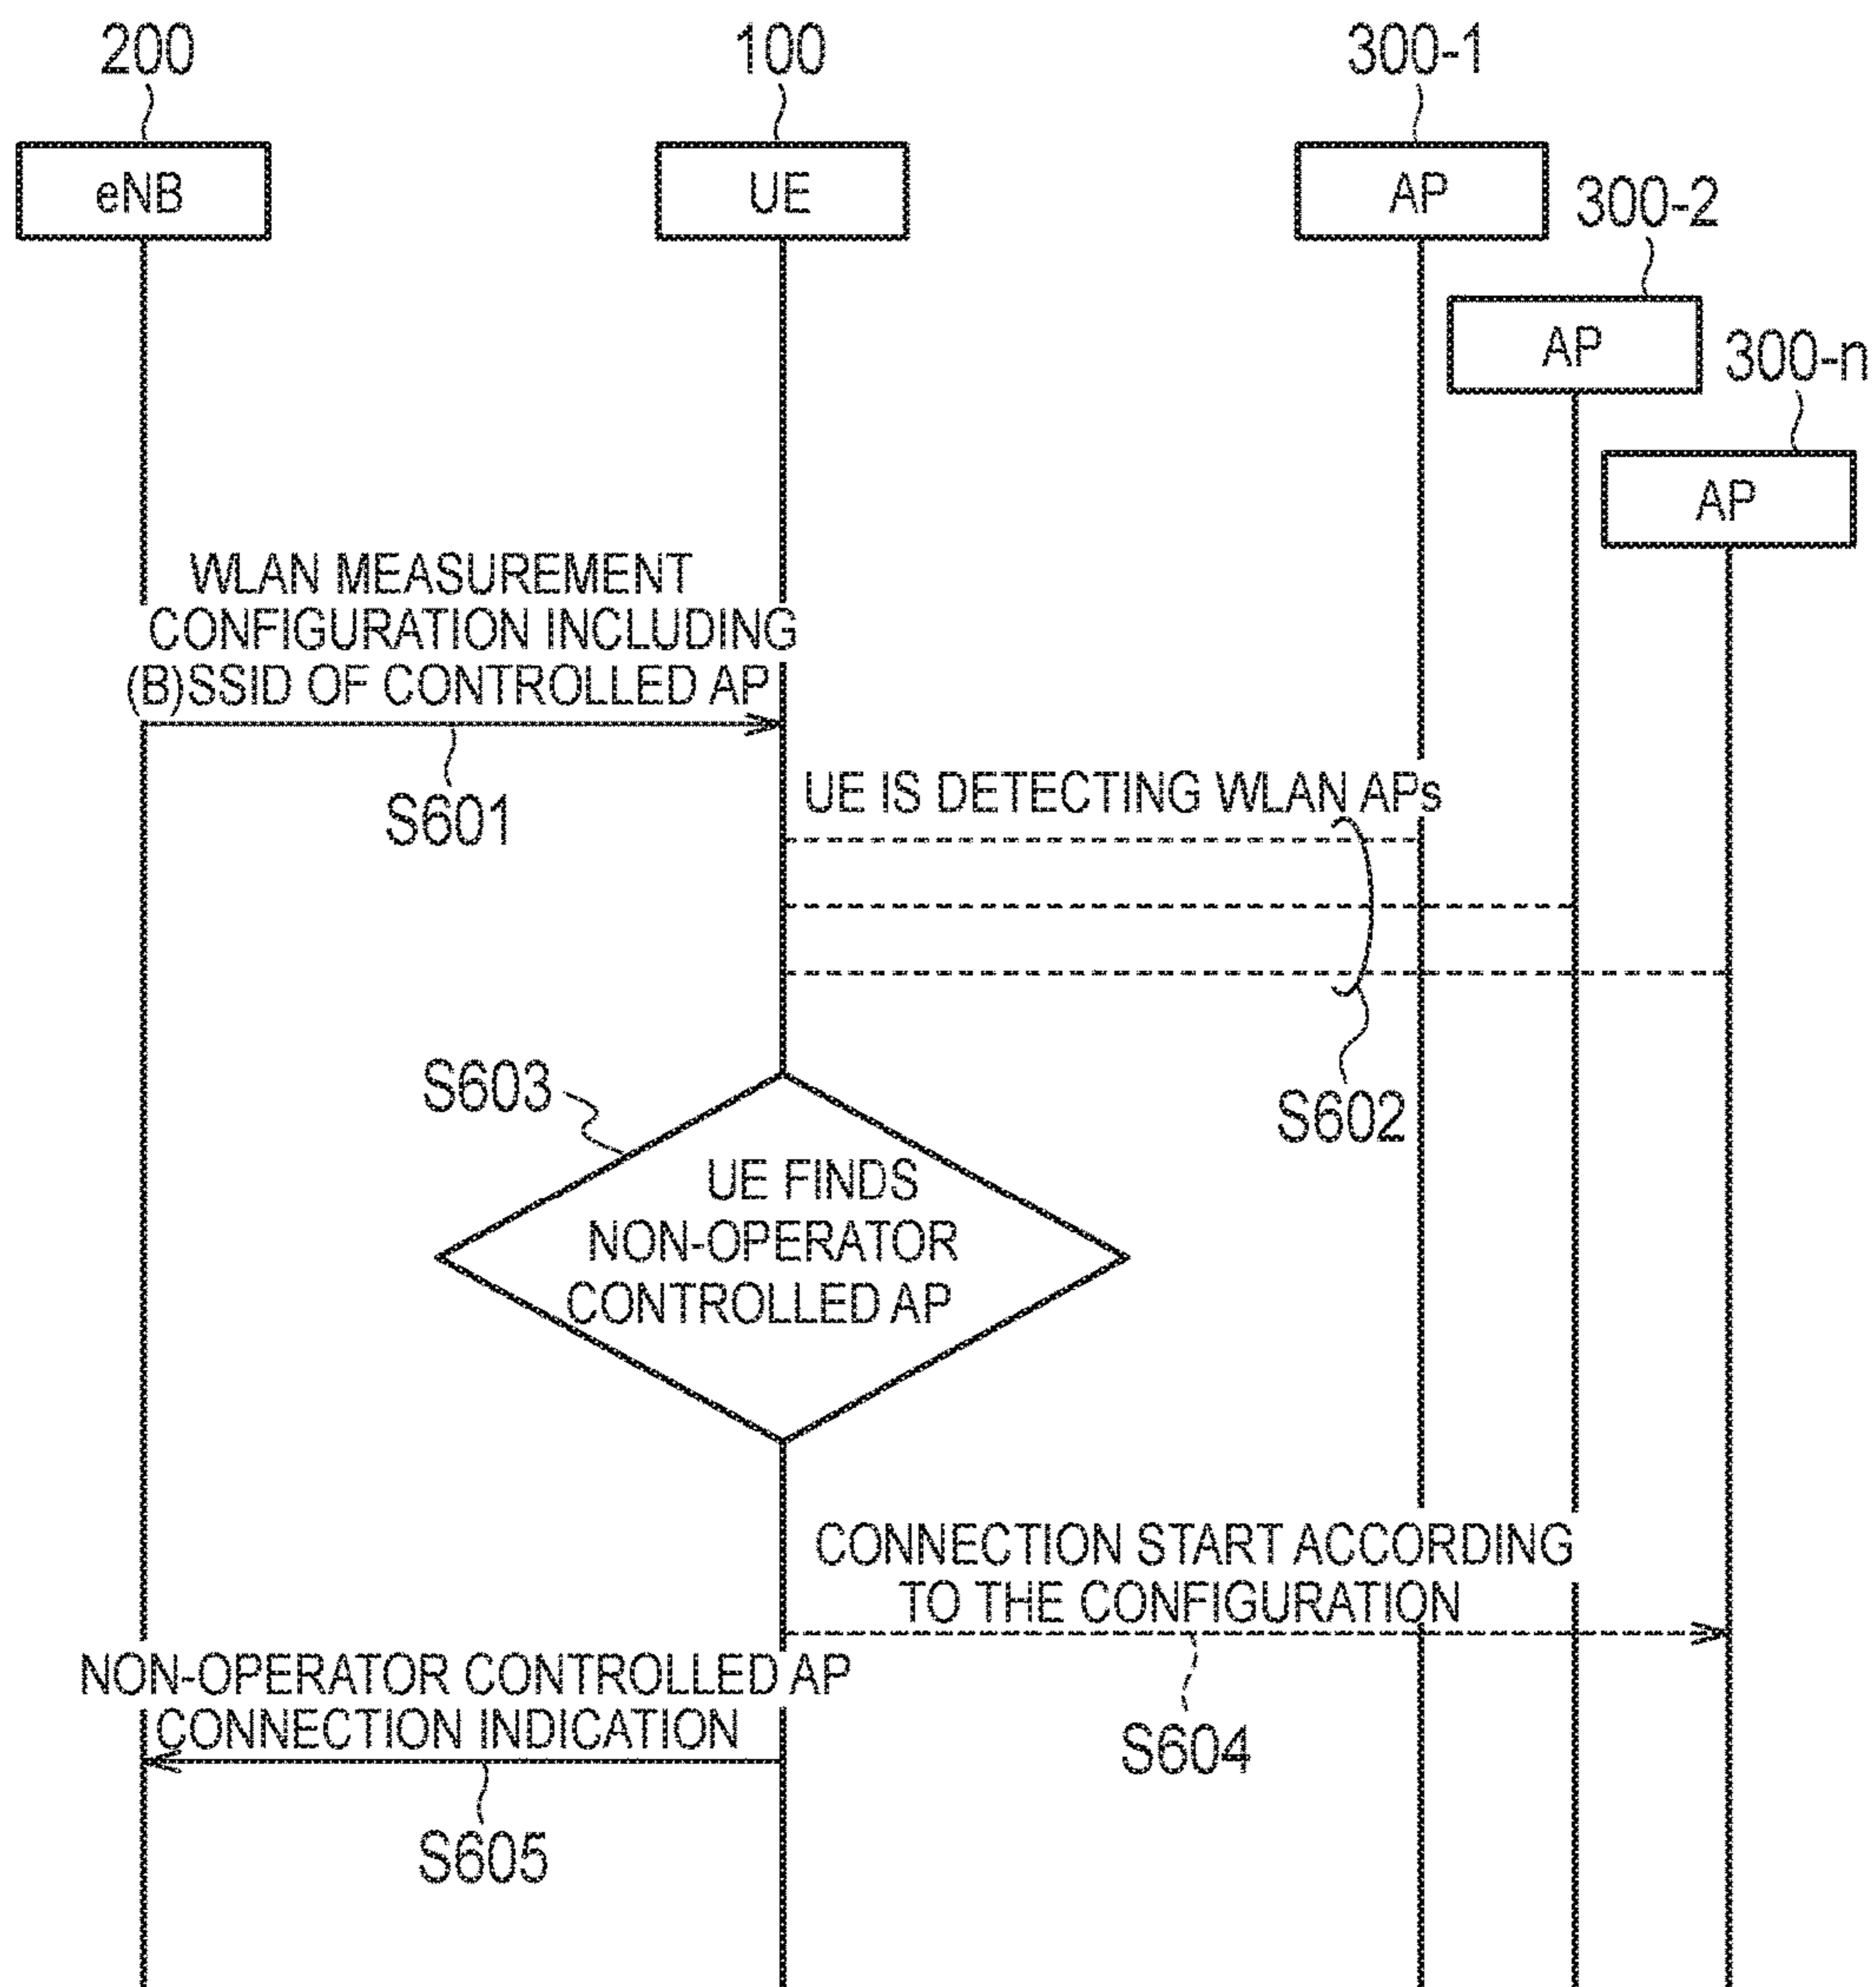 200
100
300-1
eNB
UE
AP
300-2
AP
300-n
AP
WLAN MEASUREMENT
CONFIGURATION INCLUDING
(B)SSID OF CONTROLLED AP
S601
UE IS DETECTING WLAN APs
S602
S603
UE FINDS
NON-OPERATOR
CONTROLLED AP
CONNECTION START ACCORDING
TO THE CONFIGURATION
S604
NON-OPERATOR CONTROLLED AP
CONNECTION INDICATION
S605